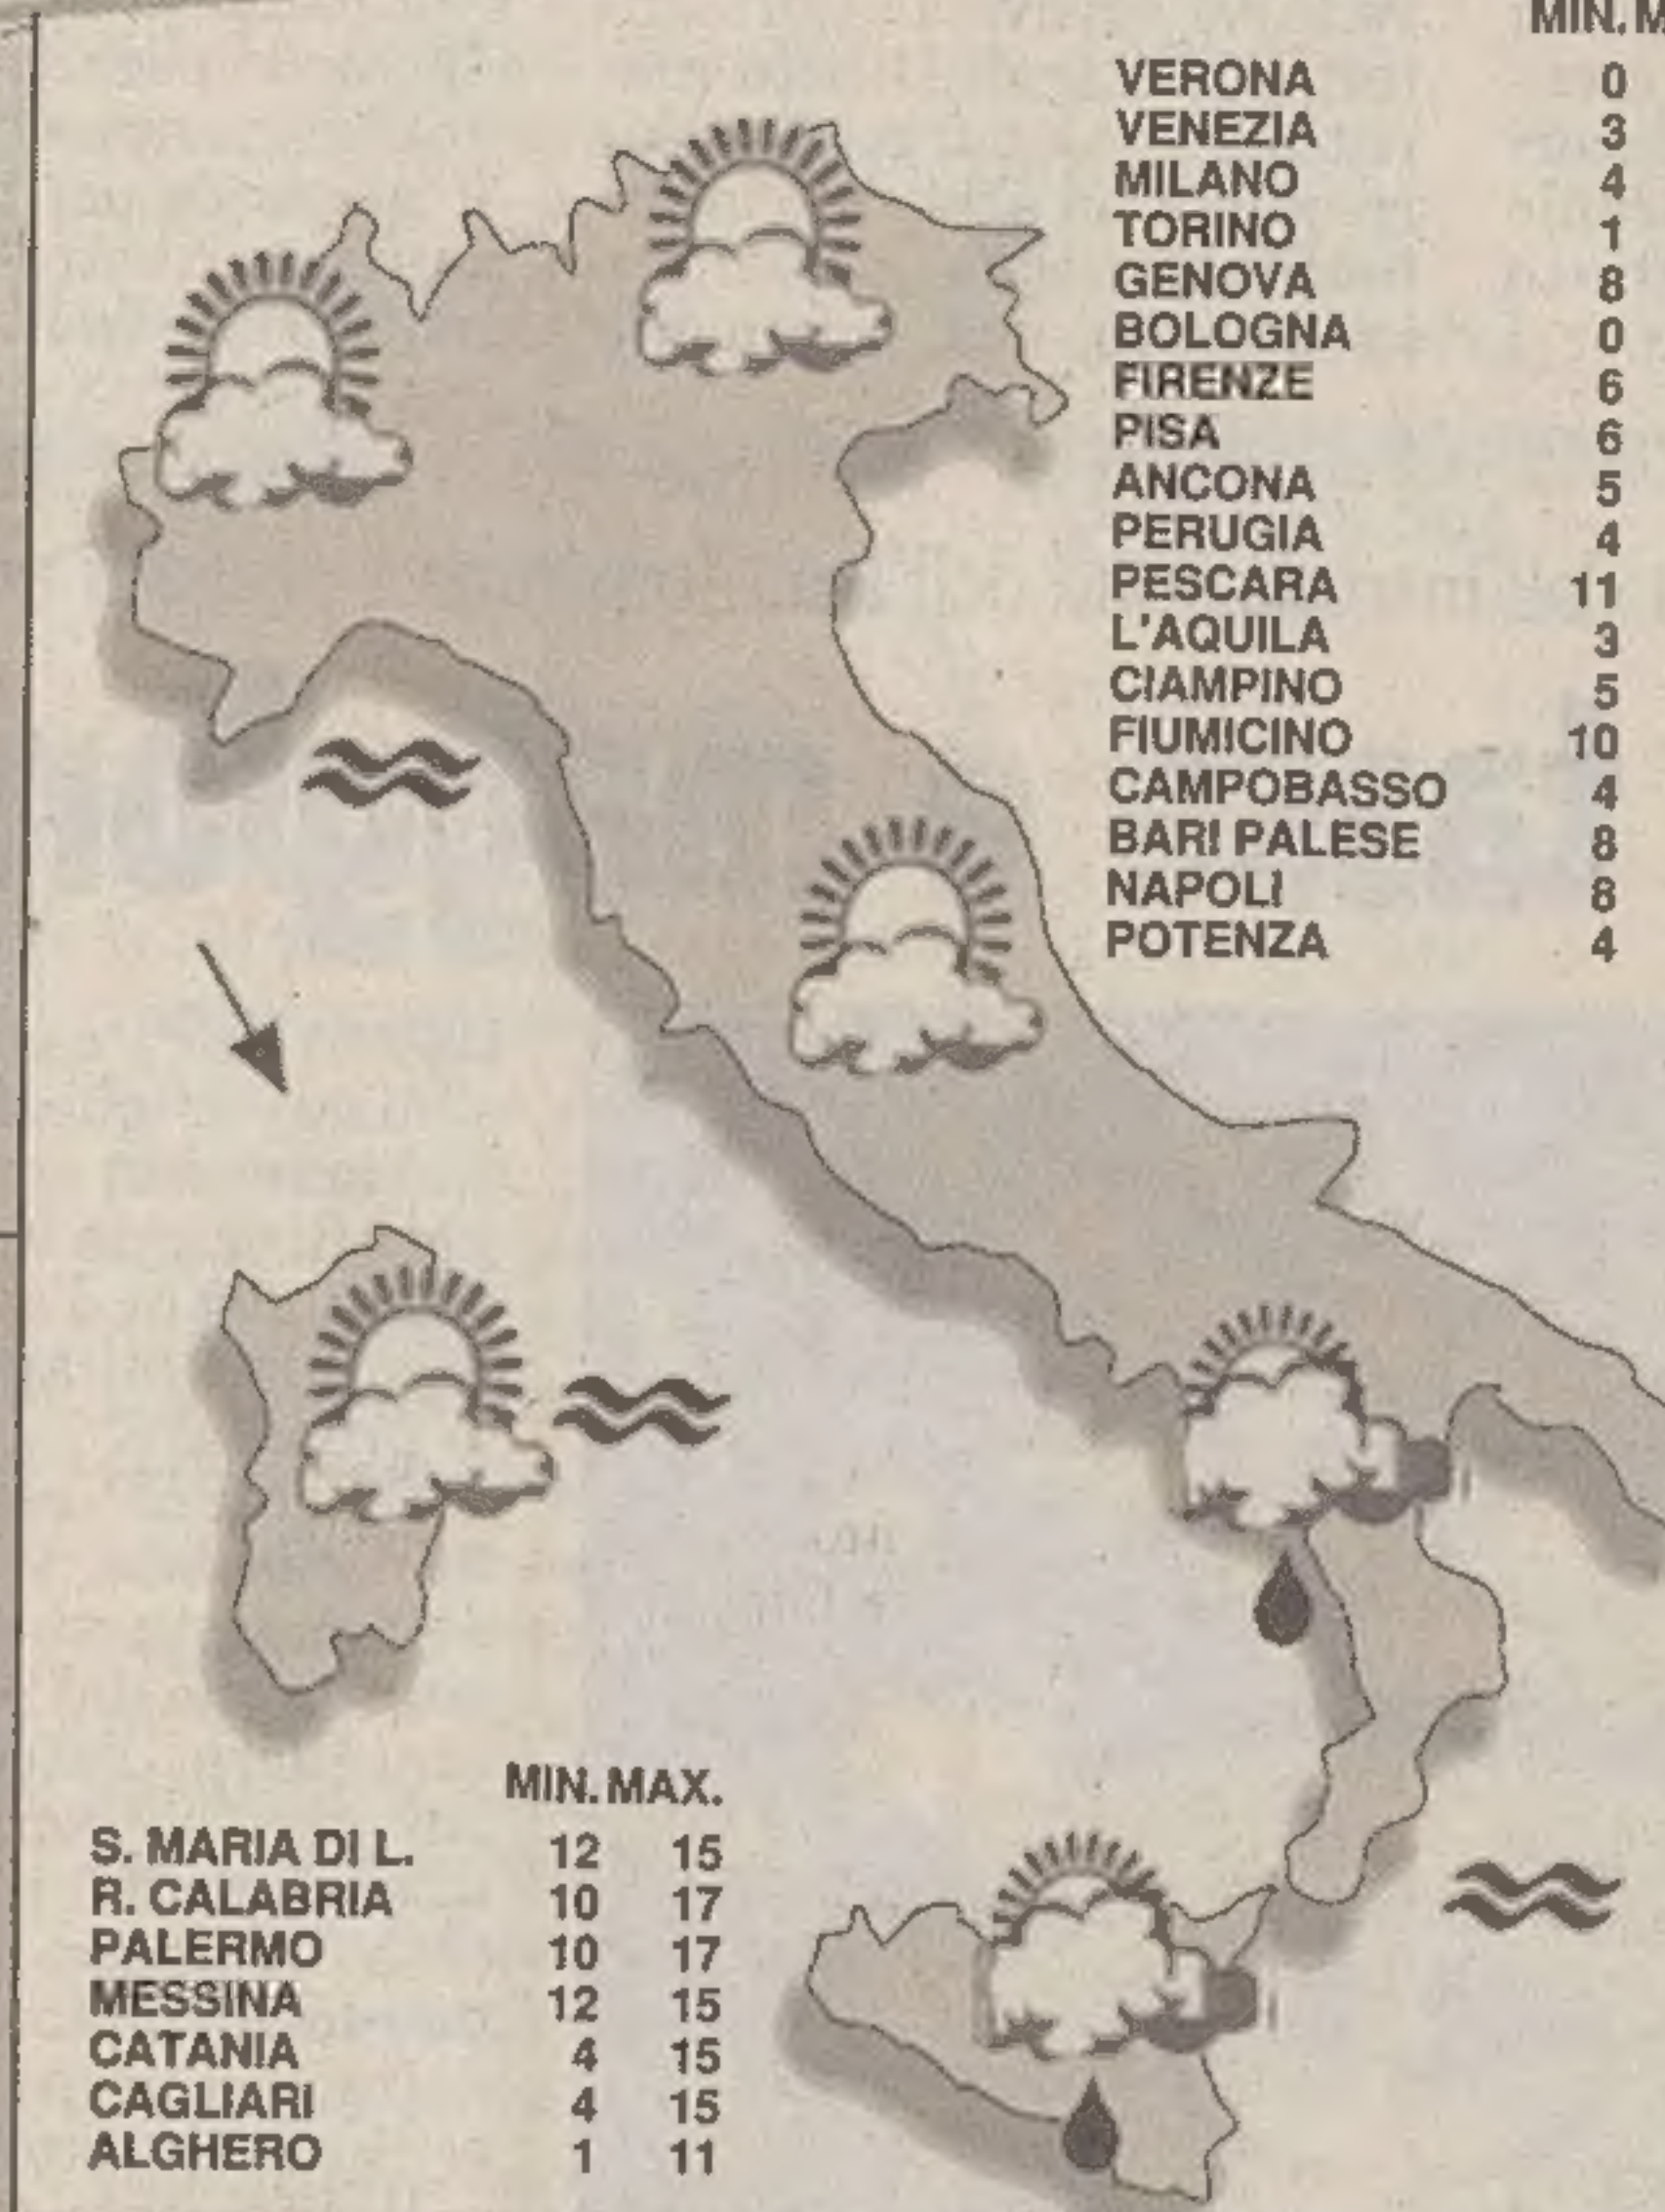 MIN. M
VERONA 0
VENEZIA 3
MILANO 4
TORINO 1
GENOVA 8
BOLOGNA 0
FIRENZE 6
PISA 6
ANCONA 5
PERUGIA 4
PESCARA 11
L'AQUILA 3
CIAMPINO 5
FIUMICINO 10
CAMPOBASSO 4
BARI PALESE 8
NAPOLI 8
POTENZA 4
MIN. MAX.
S. MARIA DI L. 12 15
R. CALABRIA 10 17
PALERMO 10 17
MESSINA 12 15
CATANIA 4 15
CAGLIARI 4 15
ALGHERO 1 11